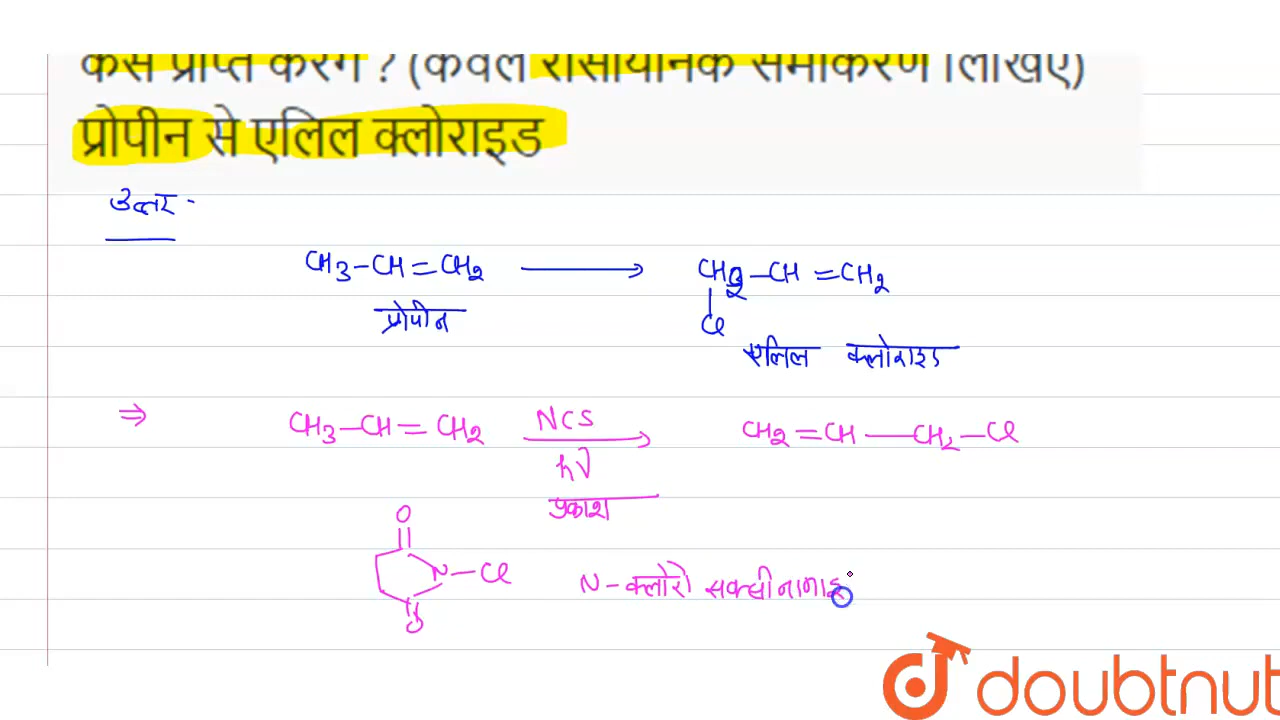 कैसे प्राप्त करेंगे ? (केवल रासायनिक समीकरण लिखिए)
प्रोपीन से एलिल क्लोराइड
उत्तर -
CH3-CH=CH2 → CH2-CH=CH2
Cl
प्रोपीन
एलिल क्लोराइड
⇒ CH3-CH=CH2 NCS → CH2=CH-CH2-Cl
hν
प्रकाश
O
N-Cl
N-क्लोरो सक्सीनामाइ
O
doubtnut